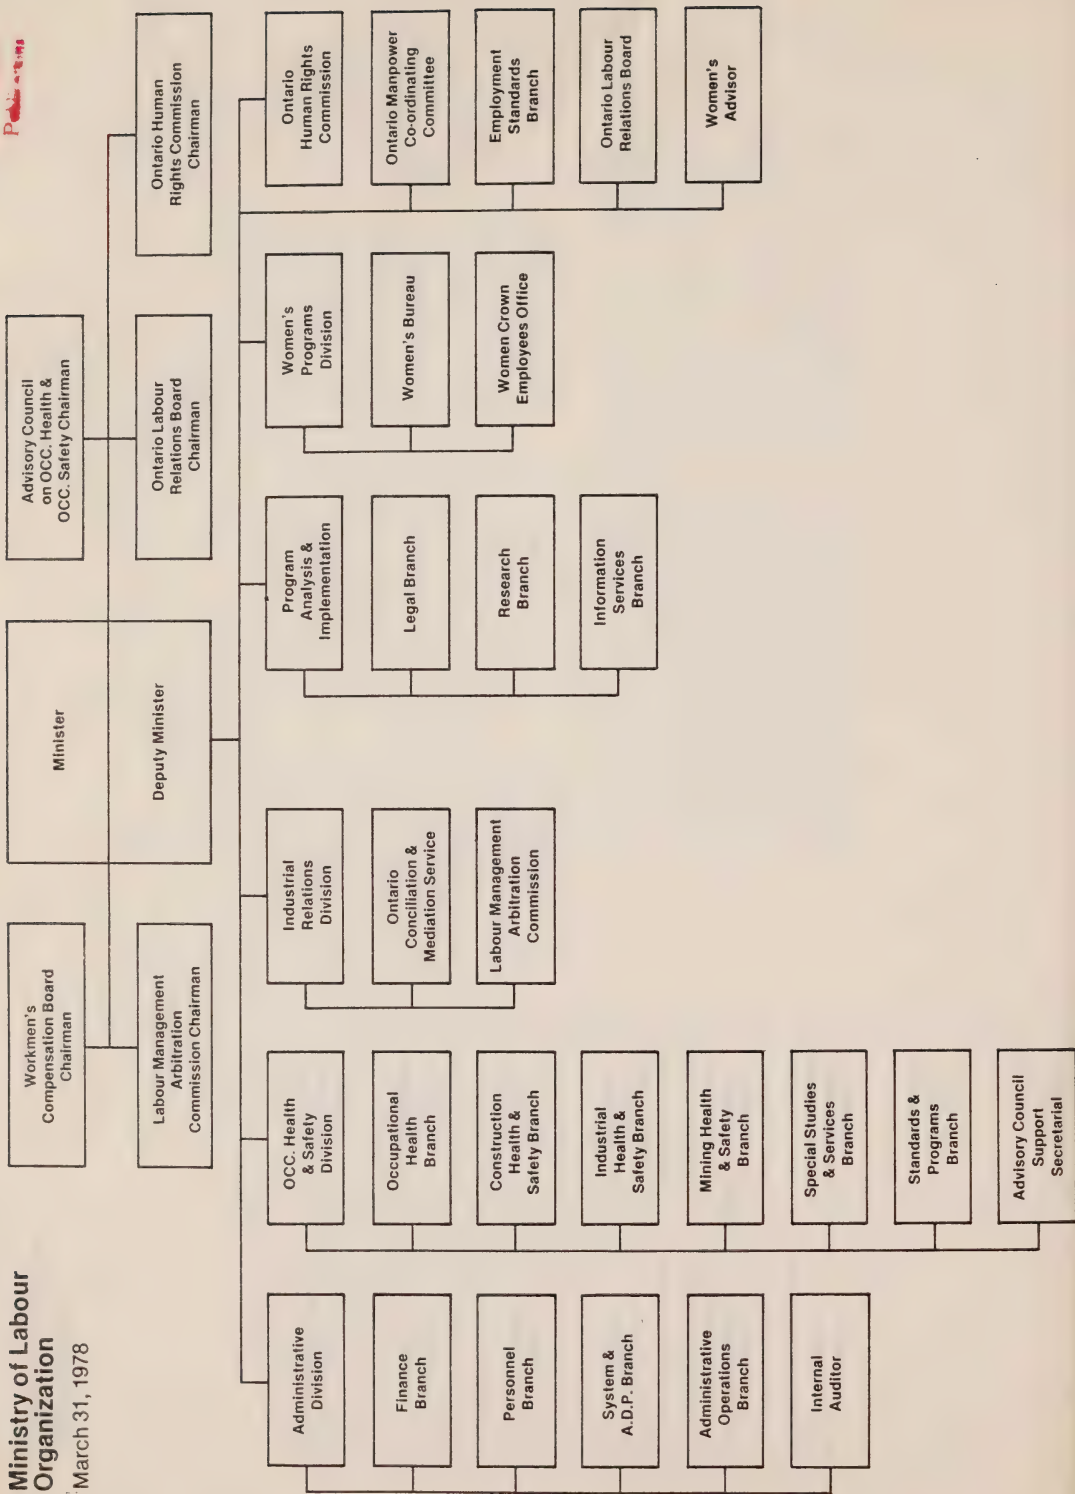 Ministry of Labour
Organization
March 31, 1978
Minister
Deputy Minister
Workmen's
Compensation Board
Chairman
Labour Management
Arbitration
Commission Chairman
Advisory Council
on OCC. Health &
OCC. Safety Chairman
Ontario Labour
Relations Board
Chairman
Ontario Human
Rights Commission
Chairman
Administrative
Division
Finance
Branch
Personnel
Branch
System &
A.D.P. Branch
Administrative
Operations
Branch
Internal
Auditor
OCC. Health
& Safety
Division
Occupational
Health
Branch
Construction
Health &
Safety Branch
Industrial
Health &
Safety Branch
Mining Health
& Safety
Branch
Special Studies
& Services
Branch
Standards &
Programs
Branch
Advisory Council
Support
Secretarial
Industrial
Relations
Division
Ontario
Conciliation &
Mediation Service
Labour Management
Arbitration
Commission
Program
Analysis &
Implementation
Legal Branch
Research
Branch
Information
Services
Branch
Women's
Programs
Division
Women's Bureau
Women Crown
Employees Office
Ontario
Human Rights
Commission
Ontario Manpower
Co-ordinating
Committee
Employment
Standards
Branch
Ontario Labour
Relations Board
Women's
Advisor